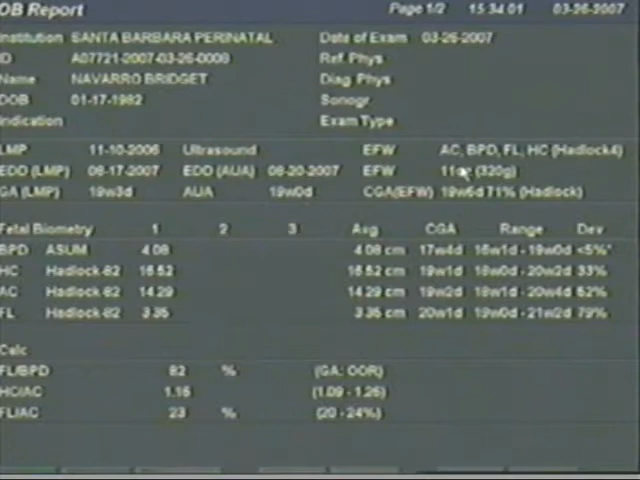 OB Report Page 1/2 15:34:01 03-26-2007
Institution SANTA BARBARA PERINATAL Date of Exam 03-26-2007
ID A07721-2007-03-26-0008 Ref. Phys
Name NAVARRO BRIDGET Diag. Phys
DOB 01-17-1982 Sonogr.
Indication Exam Type
LMP 11-10-2006 Ultrasound EFW AC, BPD, FL, HC (Hadlock4)
EDD (LMP) 08-17-2007 EDD (AUA) 08-20-2007 EFW (320g)
GA (LMP) 19w3d AUA 19w0d CGA(EFW) 19w6d 71% (Hadlock)
Fetal Biometry 1 2 3 Avg CGA Range Dev
BPD ASUM 4.08 4.08 cm 17w4d 16w1d - 19w0d <5%*
HC Hadlock-82 16.52 16.52 cm 19w1d 18w0d - 20w2d 33%
AC Hadlock-82 14.29 14.29 cm 19w2d 18w1d - 20w4d 52%
FL Hadlock-82 3.35 3.35 cm 20w1d 19w0d - 21w2d 79%
Calc
FL/BPD 82 % (GA: OOR)
HC/AC 1.16 (1.09 - 1.26)
FL/AC 23 % (20 - 24%)